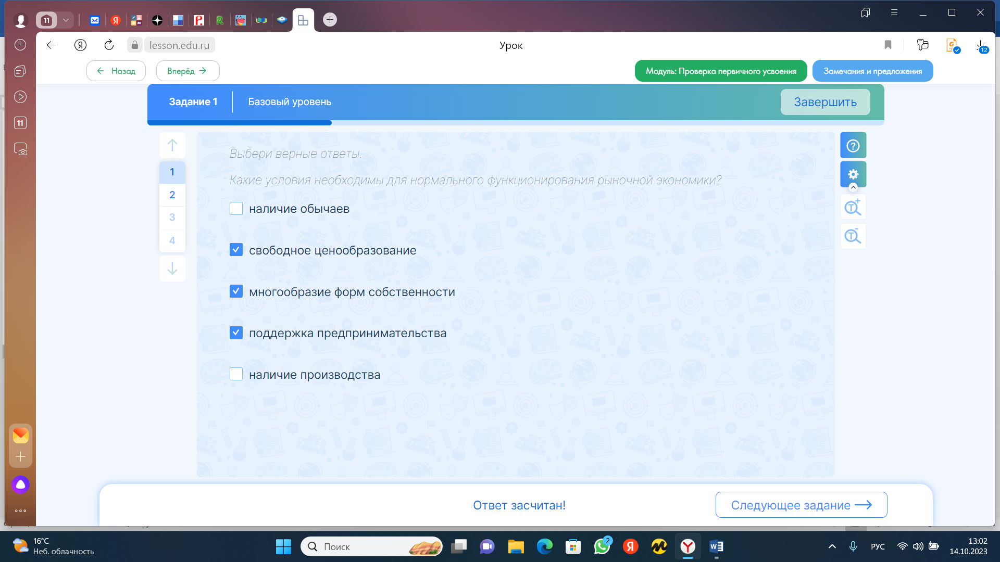 11
lesson.edu.ru
Урок
12
Назад
Вперёд
Модуль: Проверка первичного усвоения
Замечания и предложения
11
Задание 1
Базовый уровень
Завершить
1
2
3
4
Выбери верные ответы.
Какие условия необходимы для нормального функционирования рыночной экономики?
наличие обычаев
свободное ценообразование
многообразие форм собственности
поддержка предпринимательства
наличие производства
Ответ засчитан!
Следующее задание
16°C
Неб. облачность
Поиск
2
РУС
13:02
14.10.2023